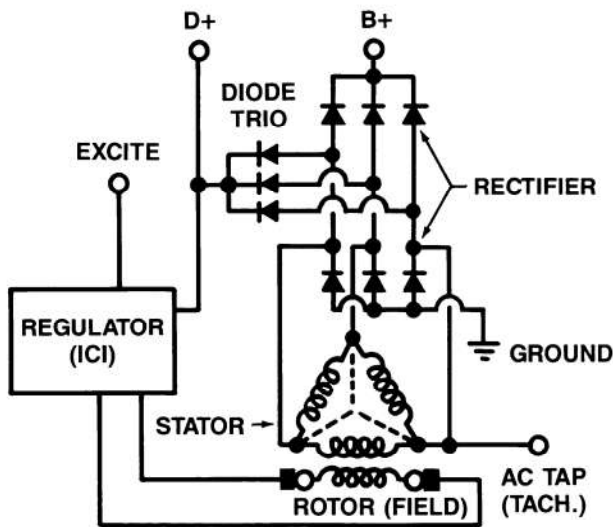 D+
B+
DIODE
TRIO
EXCITE
RECTIFIER
REGULATOR
(ICI)
GROUND
STATOR
AC TAP
(TACH.)
ROTOR (FIELD)